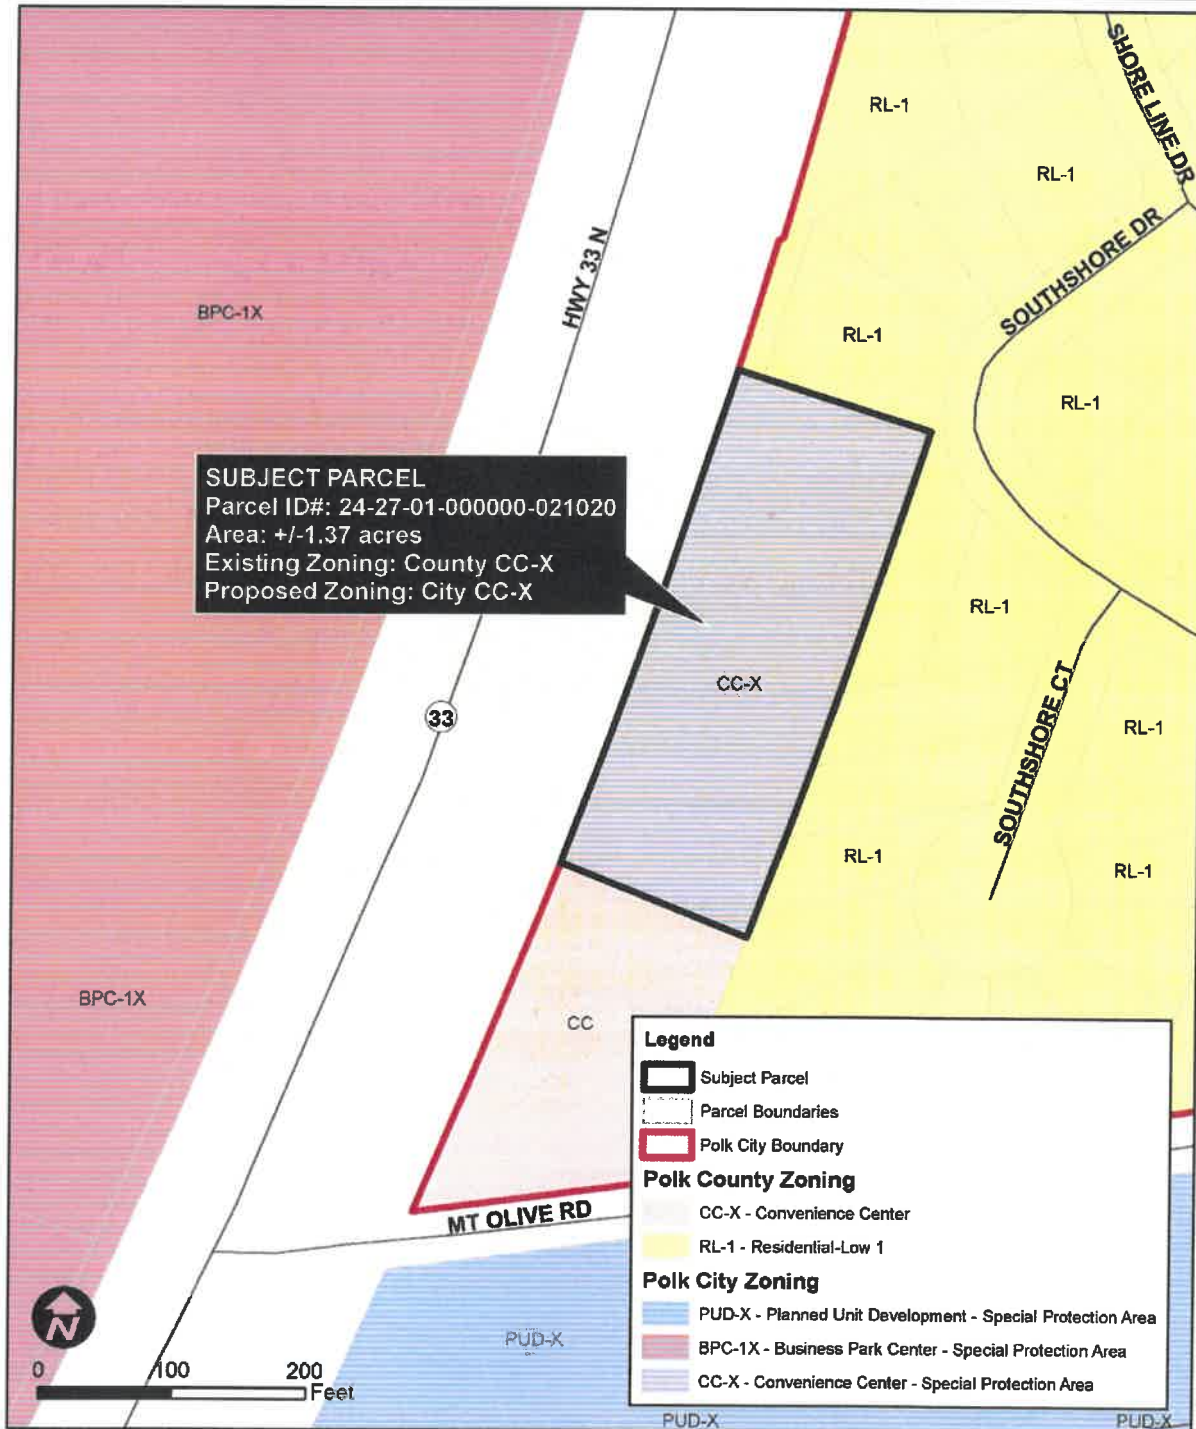 RL-1
SHORE LINE DR
RL-1
SOUTHSHORE DR
HWY 33 N
BPC-1X
RL-1
RL-1
SUBJECT PARCEL
Parcel ID#: 24-27-01-000000-021020
Area: +/-1.37 acres
Existing Zoning: County CC-X
Proposed Zoning: City CC-X
RL-1
CC-X
33
SOUTHSHORE CT
RL-1
RL-1
RL-1
BPC-1X
CC
Legend
Subject Parcel
Parcel Boundaries
Polk City Boundary
Polk County Zoning
CC-X - Convenience Center
RL-1 - Residential-Low 1
Polk City Zoning
PUD-X - Planned Unit Development - Special Protection Area
BPC-1X - Business Park Center - Special Protection Area
CC-X - Convenience Center - Special Protection Area
MT OLIVE RD
N
PUD-X
0 100 200
Feet
PUD-X
PUD-X